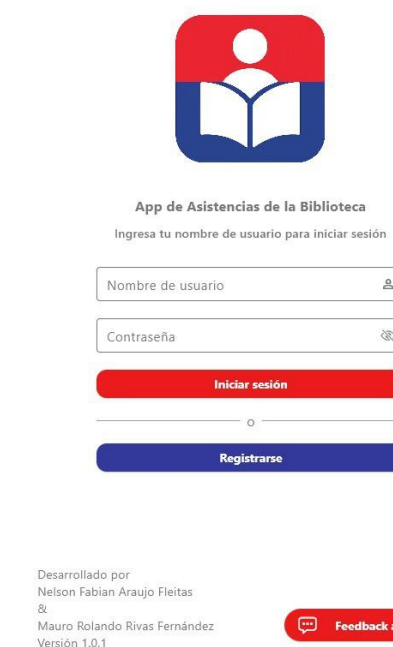 App de Asistencias de la Biblioteca
Ingresa tu nombre de usuario para iniciar sesión
Nombre de usuario
Contraseña
Iniciar sesión
o
Registrarse
Desarrollado por
Nelson Fabian Araujo Fleitas
&
Mauro Rolando Rivas Fernández
Versión 1.0.1
Feedback